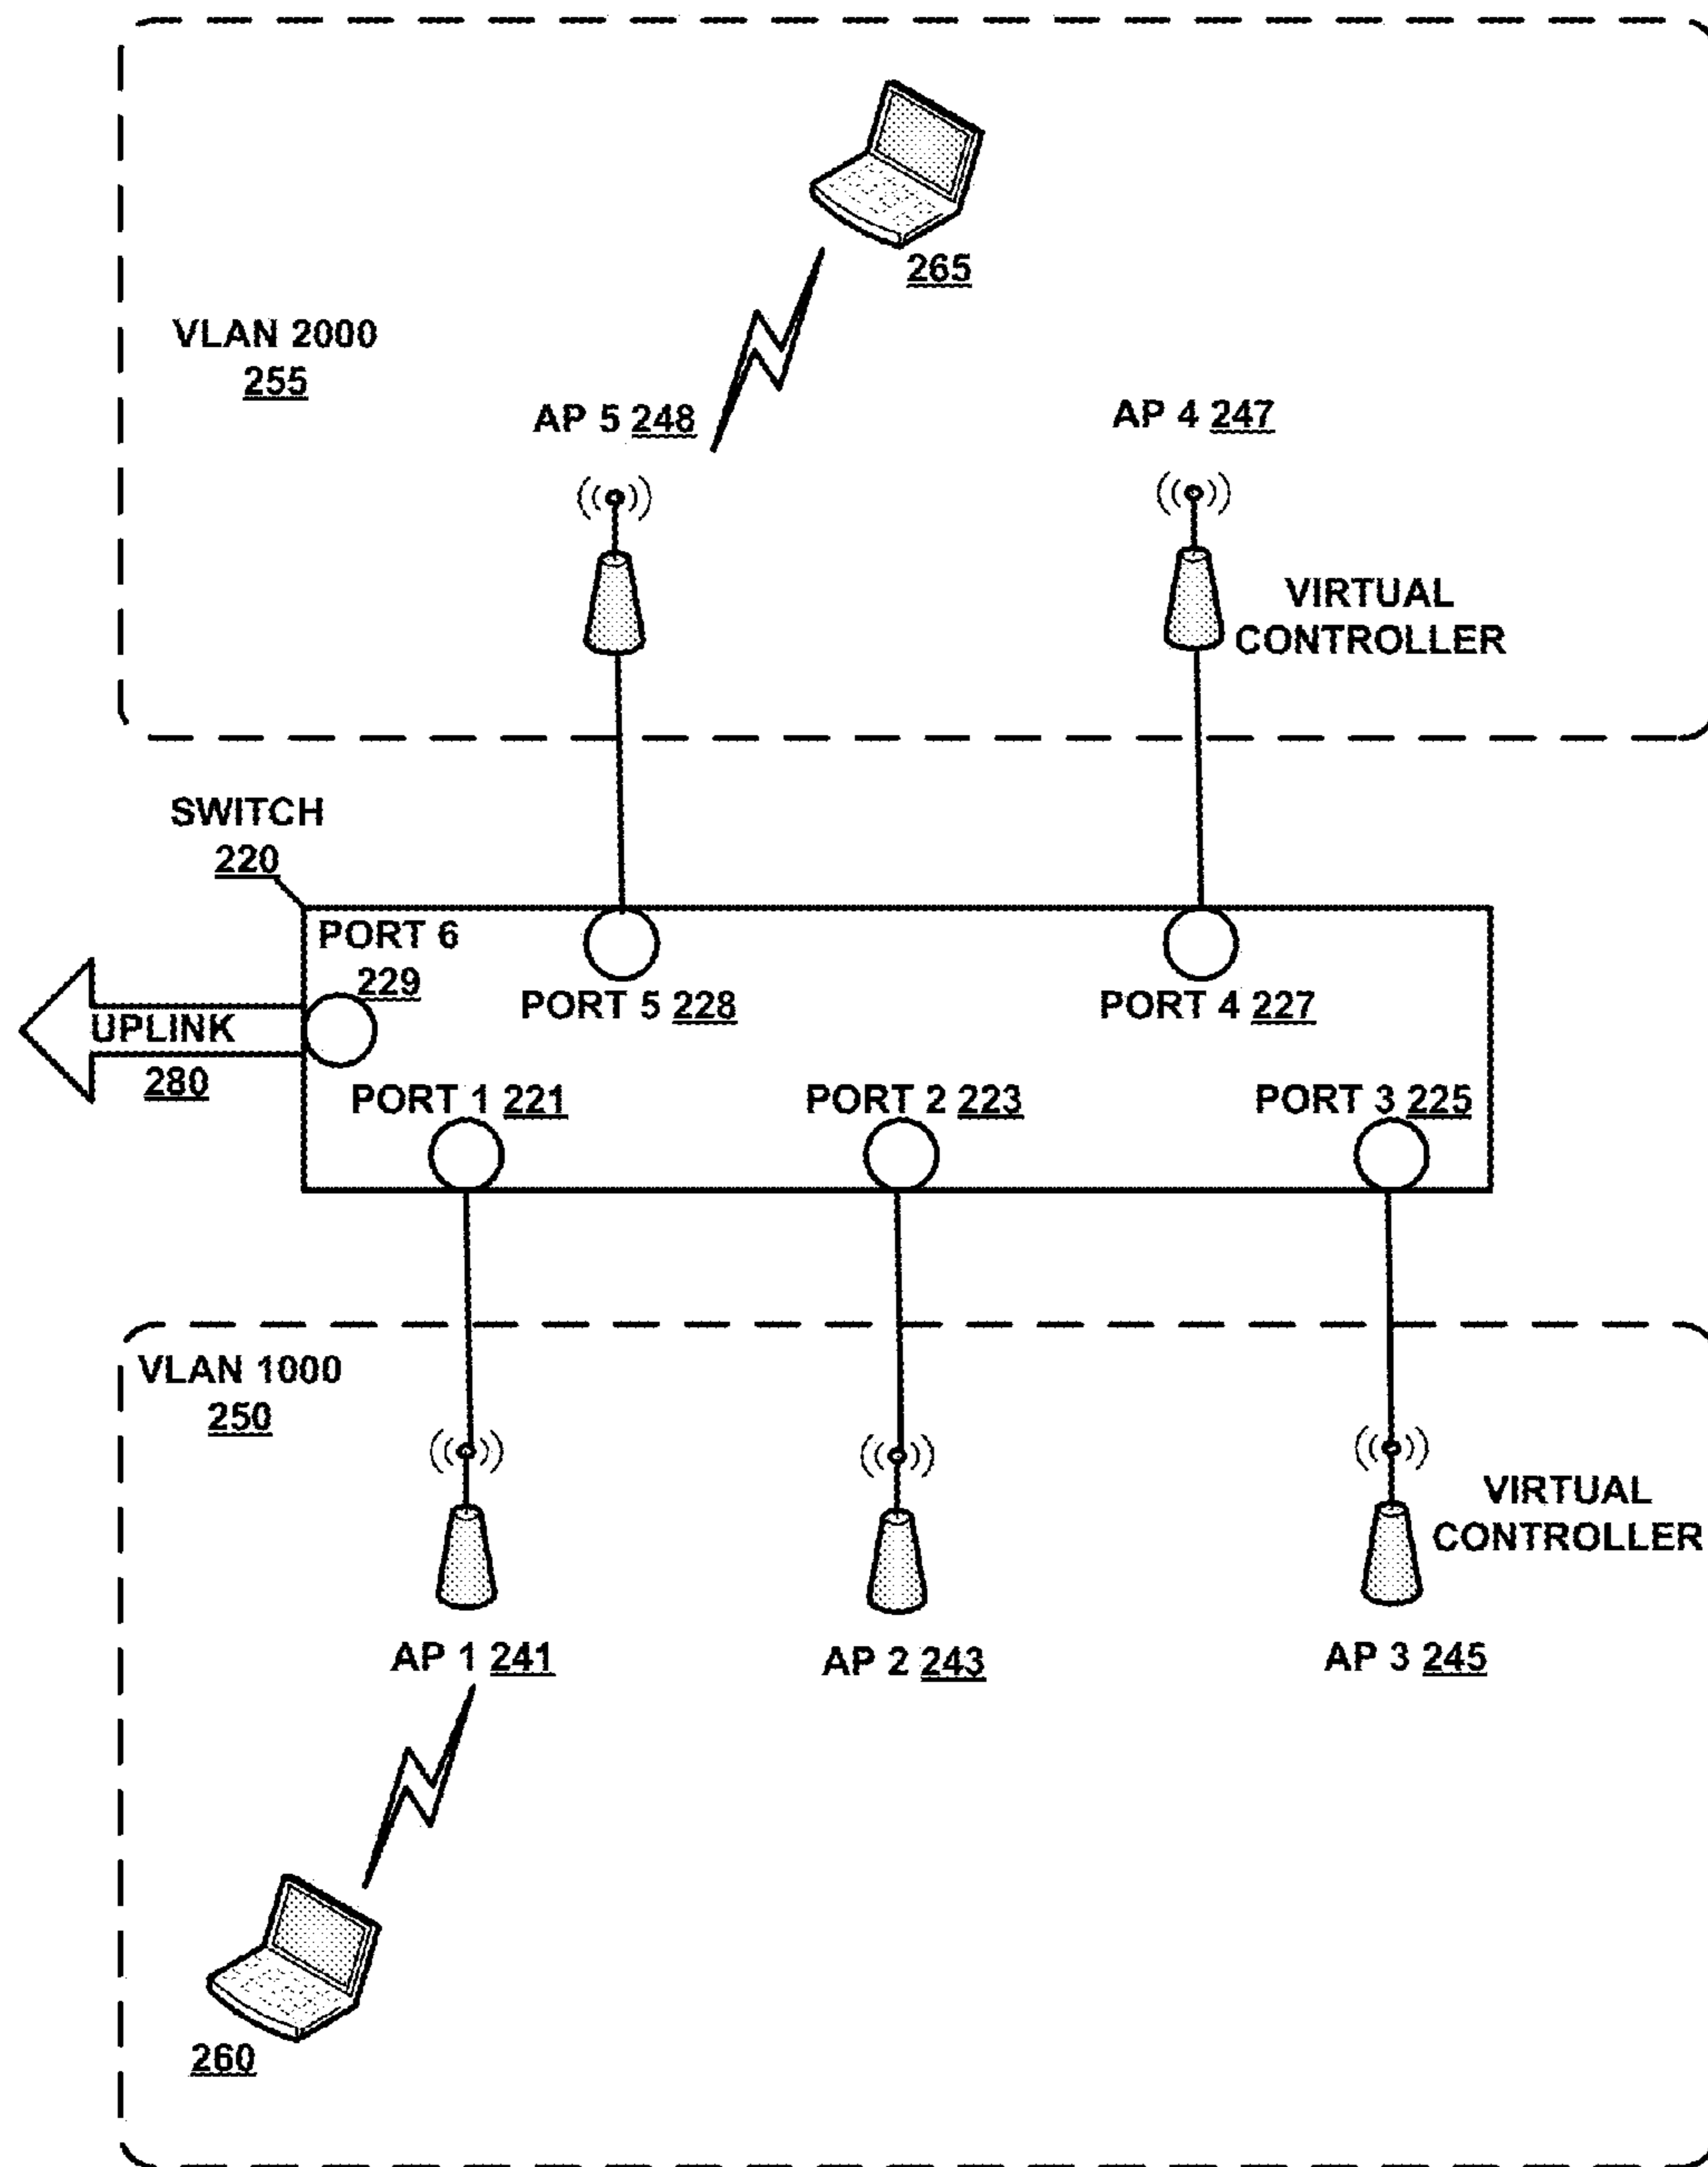 265
VLAN 2000
255
AP 5 248
AP 4 247
VIRTUAL
CONTROLLER
SWITCH
220
PORT 6
229
PORT 5 228
PORT 4 227
UPLINK
280
PORT 1 221
PORT 2 223
PORT 3 225
VLAN 1000
250
VIRTUAL
CONTROLLER
AP 1 241
AP 2 243
AP 3 245
260